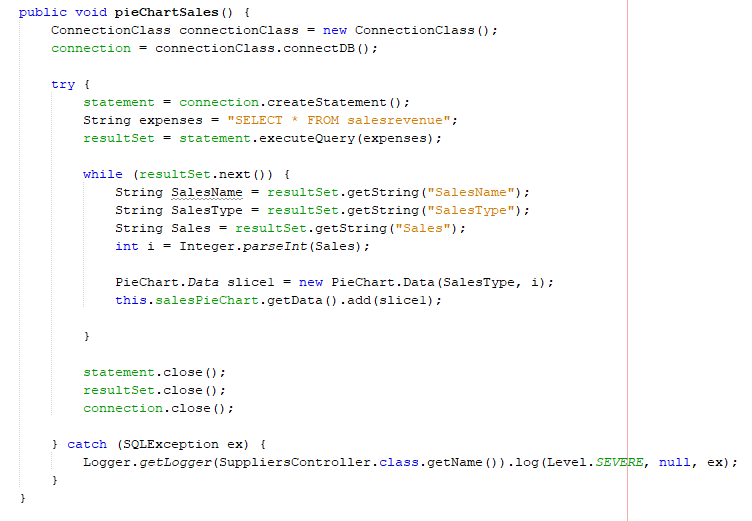 public void pieChartSales() {
ConnectionClass connectionClass = new ConnectionClass();
connection = connectionClass.connectDB();
try {
statement = connection.createStatement();
String expenses = "SELECT * FROM salesrevenue";
resultSet = statement.executeQuery(expenses);
while (resultSet.next()) {
String SalesName = resultSet.getString("SalesName");
String SalesType = resultSet.getString("SalesType");
String Sales = resultSet.getString("Sales");
int i = Integer.parseInt(Sales);
PieChart.Data slice1 = new PieChart.Data(SalesType, i);
this.salesPieChart.getData().add(slice1);
}
statement.close();
resultSet.close();
connection.close();
} catch (SQLException ex) {
Logger.getLogger(SuppliersController.class.getName()).log(Level.SEVERE, null, ex);
}
}